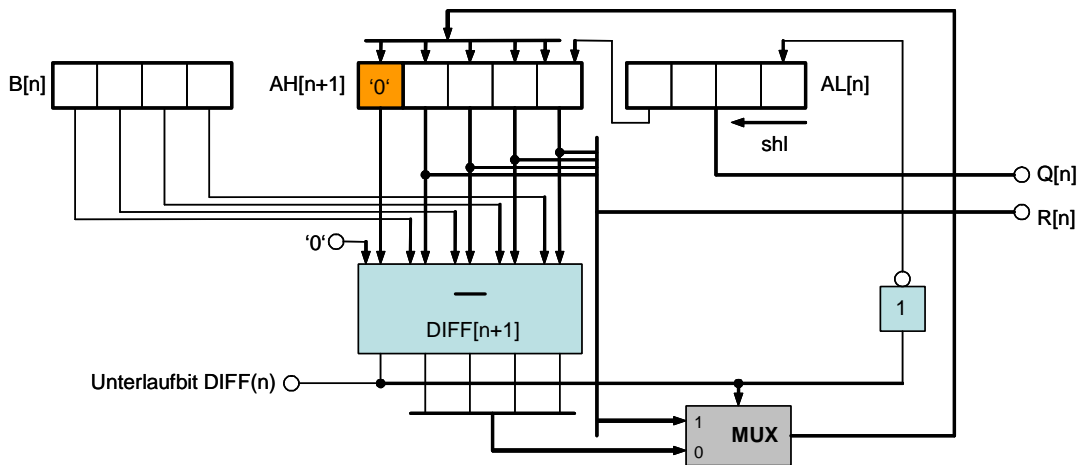 B[n]
AH[n+1]
'0'
AL[n]
shl
Q[n]
R[n]
'0'
—
DIFF[n+1]
1
Unterlaufbit DIFF(n)
1
0
MUX